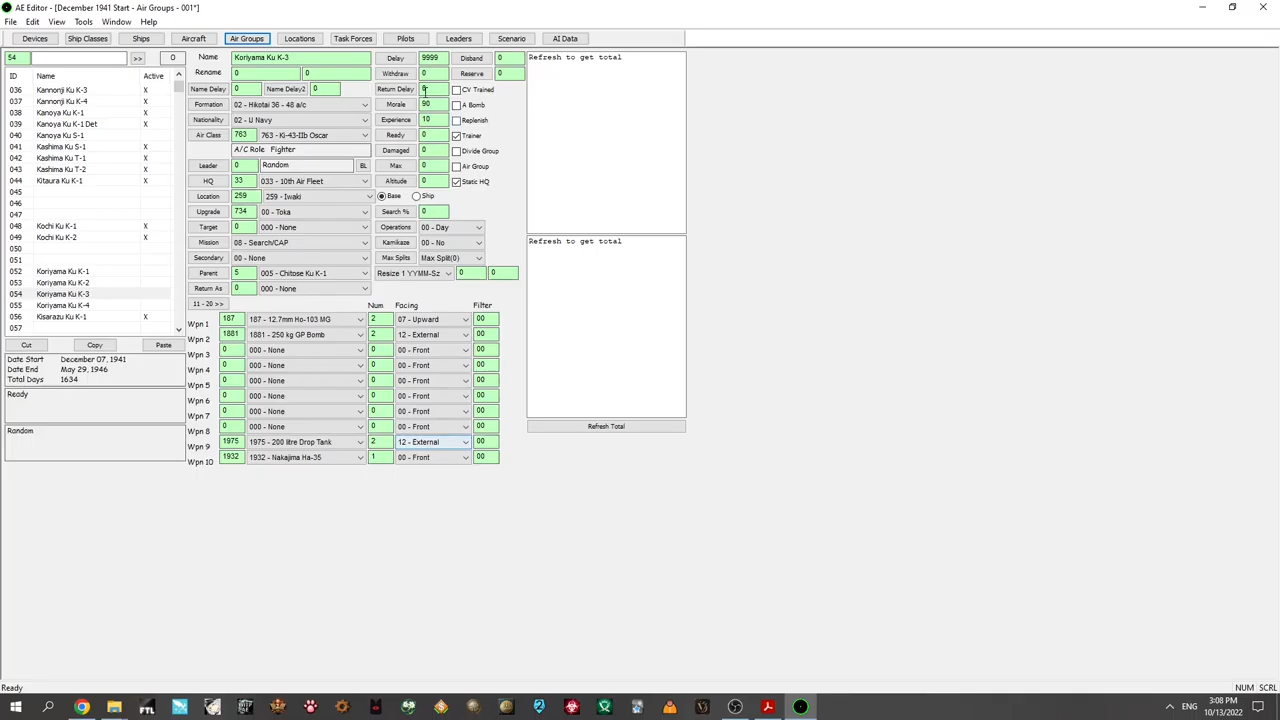 AE Editor - [December 1941 Start - Air Groups - 001*]
File Edit View Tools Window Help
Devices Ship Classes Ships Aircraft Air Groups Locations Task Forces Pilots Leaders Scenario AI Data
54 >> 0
ID Name Active
036 Kannonji Ku K-3 X
037 Kannonji Ku K-4 X
038 Kanoya Ku K-1 X
039 Kanoya Ku K-1 Det X
040 Kanoya Ku S-1
041 Kashima Ku S-1 X
042 Kashima Ku T-1 X
043 Kashima Ku T-2 X
044 Kitaura Ku K-1 X
045
046
047
048 Kochi Ku K-1 X
049 Kochi Ku K-2 X
050
051
052 Koriyama Ku K-1
053 Koriyama Ku K-2
054 Koriyama Ku K-3
055 Koriyama Ku K-4
056 Kisarazu Ku K-1 X
057
Cut Copy Paste
Date Start December 07, 1941
Date End May 29, 1946
Total Days 1634
Ready
Random
Name Koriyama Ku K-3
Rename 0 0
Name Delay 0 Name Delay2 0
Formation 02 - Hikotai 36 - 48 a/c
Nationality 02 - IJ Navy
Air Class 763 763 - Ki-43-IIb Oscar
A/C Role Fighter
Leader 0 Random BL
HQ 33 033 - 10th Air Fleet
Location 259 259 - Iwaki
Upgrade 734 00 - Toka
Target 0 000 - None
Mission 08 - Search/CAP
Secondary 00 - None
Parent 5 005 - Chitose Ku K-1
Return As 0 000 - None
11 - 20 >>
Delay 9999 Disband 0
Withdraw 0 Reserve 0
Return Delay CV Trained
Morale 90 A Bomb
Experience 10 Replenish
Ready 0 Trainer
Damaged 0 Divide Group
Max 0 Air Group
Altitude 0 Static HQ
Base Ship
Search % 0
Operations 00 - Day
Kamikaze 00 - No
Max Splits Max Split(0)
Resize 1 YYMM-Sz 0 0
Num Facing Filter
Wpn 1 187 187 - 12.7mm Ho-103 MG 2 07 - Upward 00
Wpn 2 1881 1881 - 250 kg GP Bomb 2 12 - External 00
Wpn 3 0 000 - None 0 00 - Front 00
Wpn 4 0 000 - None 0 00 - Front 00
Wpn 5 0 000 - None 0 00 - Front 00
Wpn 6 0 000 - None 0 00 - Front 00
Wpn 7 0 000 - None 0 00 - Front 00
Wpn 8 0 000 - None 0 00 - Front 00
Wpn 9 1975 1975 - 200 litre Drop Tank 2 12 - External 00
Wpn 10 1932 1932 - Nakajima Ha-35 1 00 - Front 00
Refresh to get total
Refresh to get total
Refresh Total
Ready NUM SCRL
FTL
ENG
3:08 PM
10/13/2022